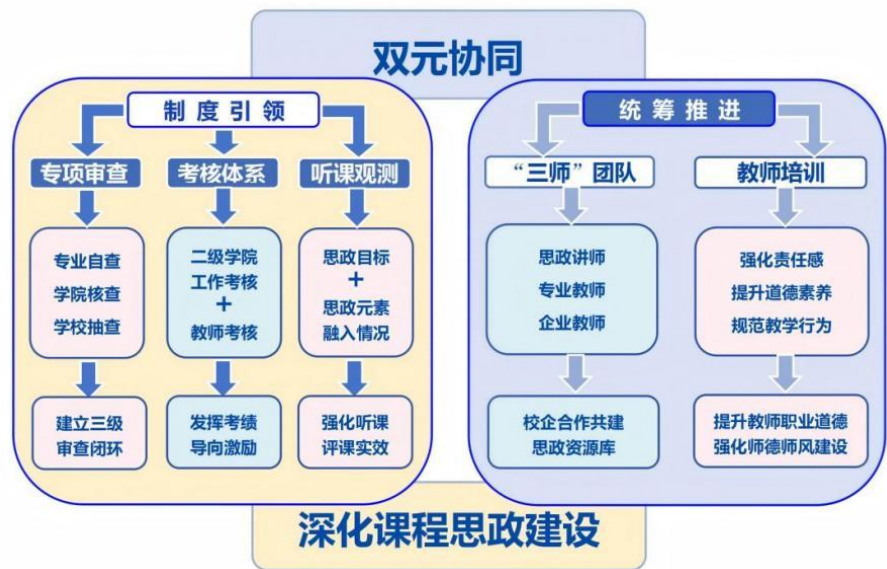 双元协同
制度引领
专项审查
考核体系
听课观测
专业自查
学院核查
学校抽查
二级学院
工作考核
+
教师考核
思政目标
+
思政元素
融入情况
建立三级
审查闭环
发挥考绩
导向激励
强化听课
评课实效
统筹推进
“三师”团队
教师培训
思政讲师
专业教师
企业教师
强化责任感
提升道德素养
规范教学行为
校企合作共建
思政资源库
提升教师职业道德
强化师德师风建设
深化课程思政建设